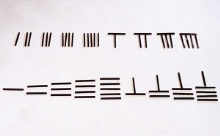 𝍠 𝍡 𝍢 𝍣 𝍤 𝍥 𝍦 𝍧 𝍨
𝍩 𝍪 𝍫 𝍬 𝍭 𝍮 𝍯 𝍰 𝍱